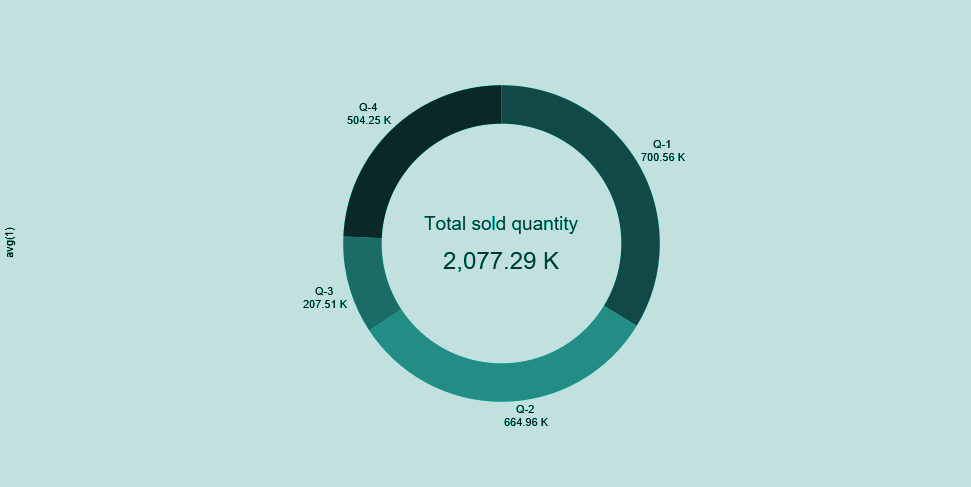 Q-4
504.25 K
Q-1
700.56 K
Total sold quantity
2,077.29 K
avg(1)
Q-3
207.51 K
Q-2
664.96 K